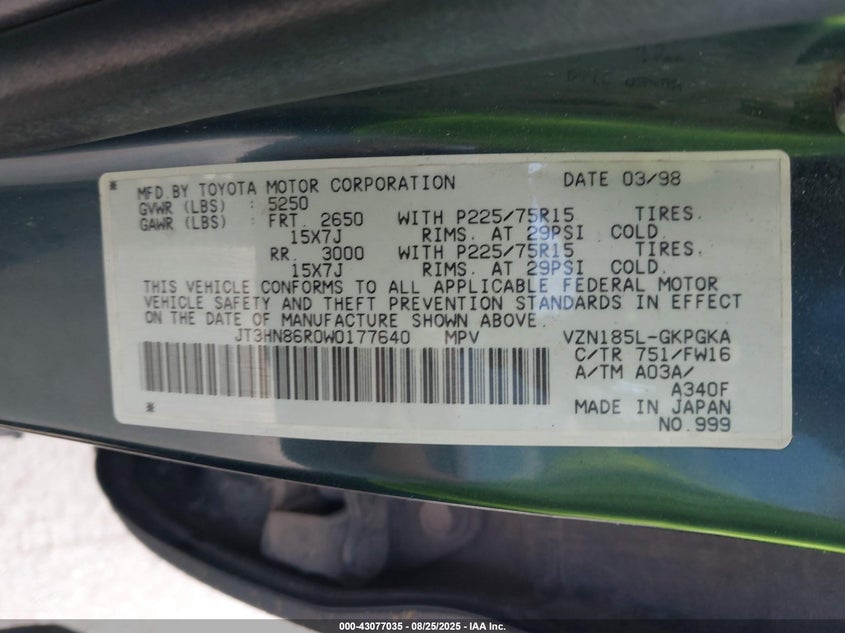 MFD BY TOYOTA MOTOR CORPORATION DATE 03/98
GVWR (LBS) : 5250
GAWR (LBS) : FRT. 2650 WITH P225/75R15 TIRES.
15X7J RIMS. AT 29PSI COLD.
RR. 3000 WITH P225/75R15 TIRES.
15X7J RIMS. AT 29PSI COLD.
THIS VEHICLE CONFORMS TO ALL APPLICABLE FEDERAL MOTOR
VEHICLE SAFETY AND THEFT PREVENTION STANDARDS IN EFFECT
ON THE DATE OF MANUFACTURE SHOWN ABOVE.
JT3HN86R0W0177640 MPV VZN185L-GKPGKA
C/TR 751/FW16
A/TM A03A/
A340F
MADE IN JAPAN
NO.999
000-43077035 - 08/25/2025 - IAA Inc.